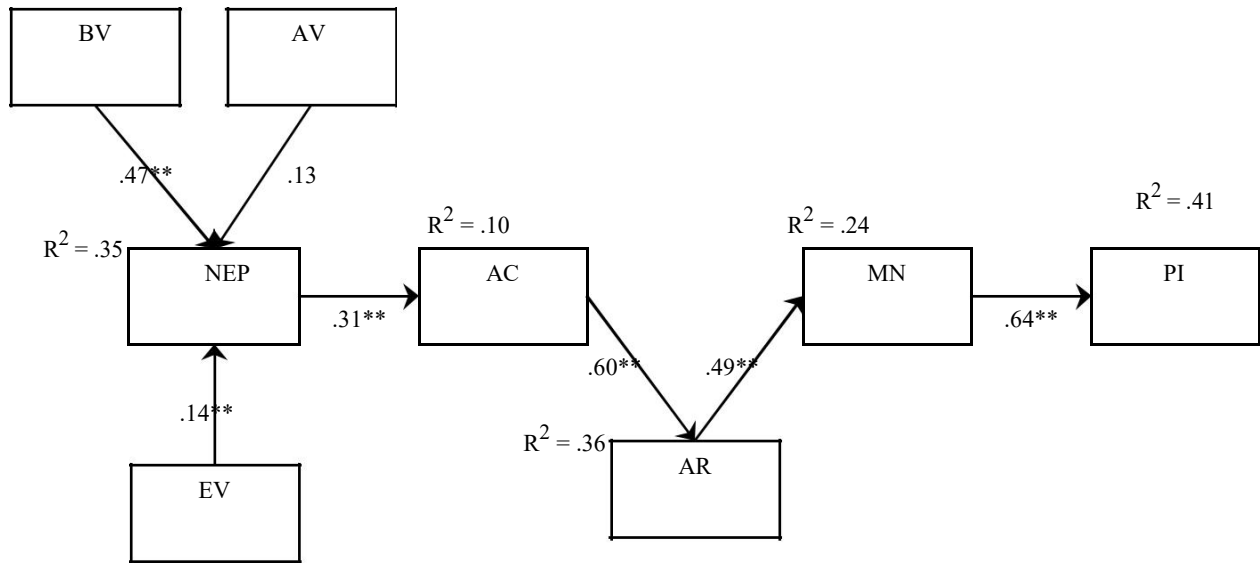 BV
AV
.47**
.13
R² = .35
NEP
.31**
R² = .10
AC
R² = .24
MN
R² = .41
PI
.64**
.60**
.49**
.14**
R² = .36
AR
EV